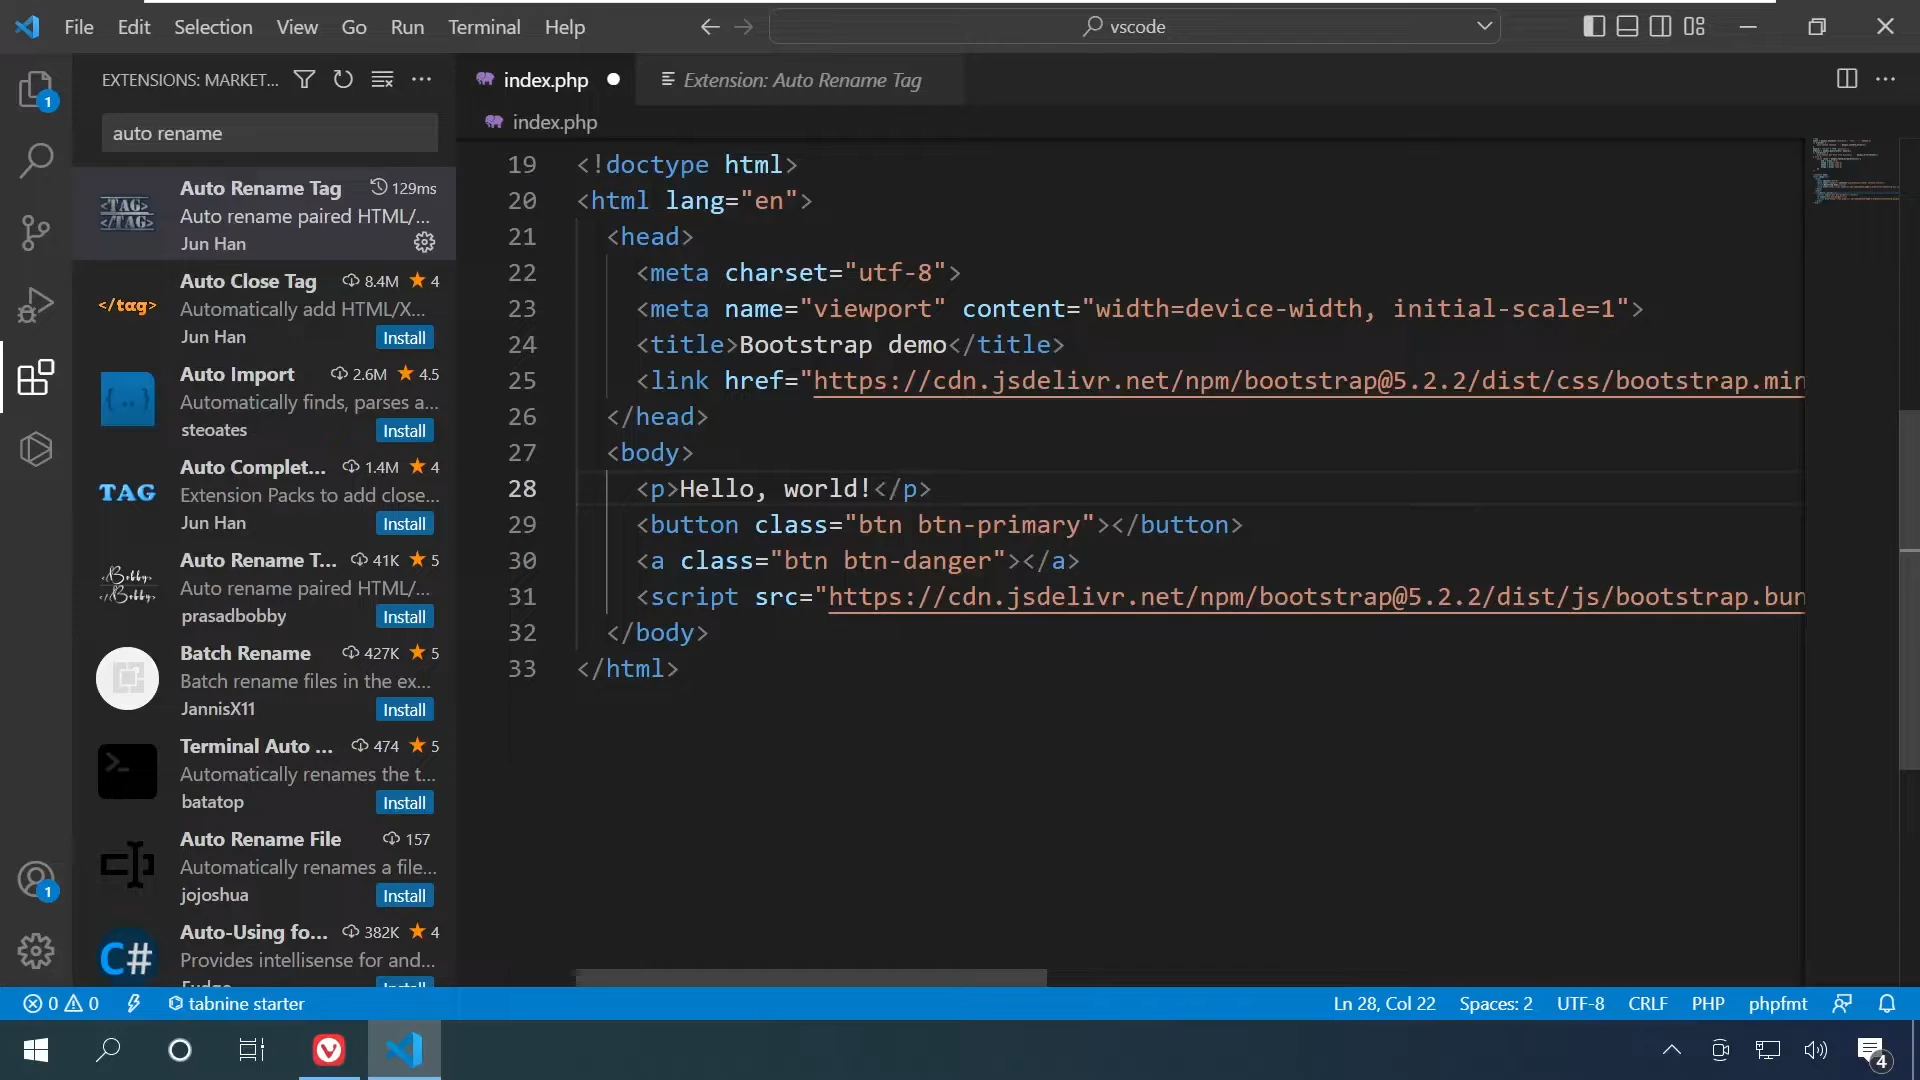 File Edit Selection View Go Run Terminal Help
vscode
EXTENSIONS: MARKET...
index.php
Extension: Auto Rename Tag
index.php
auto rename
Auto Rename Tag 129ms
Auto rename paired HTML/...
Jun Han
Auto Close Tag 8.4M 4
Automatically add HTML/X...
Jun Han Install
Auto Import 2.6M 4.5
Automatically finds, parses a...
steoates Install
Auto Complet... 1.4M 4
Extension Packs to add close...
Jun Han Install
Auto Rename T... 41K 5
Auto rename paired HTML/...
prasadbobby Install
Batch Rename 427K 5
Batch rename files in the ex...
JannisX11 Install
Terminal Auto ... 474 5
Automatically renames the t...
batatop Install
Auto Rename File 157
Automatically renames a file...
jojoshua Install
Auto-Using fo... 382K 4
Provides intellisense for and...
<TAG>
</TAG>
</tag>
{..}
TAG
<Bobby>
</Bobby>
>_
C#
19 <!doctype html>
20 <html lang="en">
21 <head>
22 <meta charset="utf-8">
23 <meta name="viewport" content="width=device-width, initial-scale=1">
24 <title>Bootstrap demo</title>
25 <link href="https://cdn.jsdelivr.net/npm/bootstrap@5.2.2/dist/css/bootstrap.min
26 </head>
27 <body>
28 <p>Hello, world!</p>
29 <button class="btn btn-primary"></button>
30 <a class="btn btn-danger"></a>
31 <script src="https://cdn.jsdelivr.net/npm/bootstrap@5.2.2/dist/js/bootstrap.bun
32 </body>
33 </html>
1
1
0 0 tabnine starter
Ln 28, Col 22 Spaces: 2 UTF-8 CRLF PHP phpfmt
4